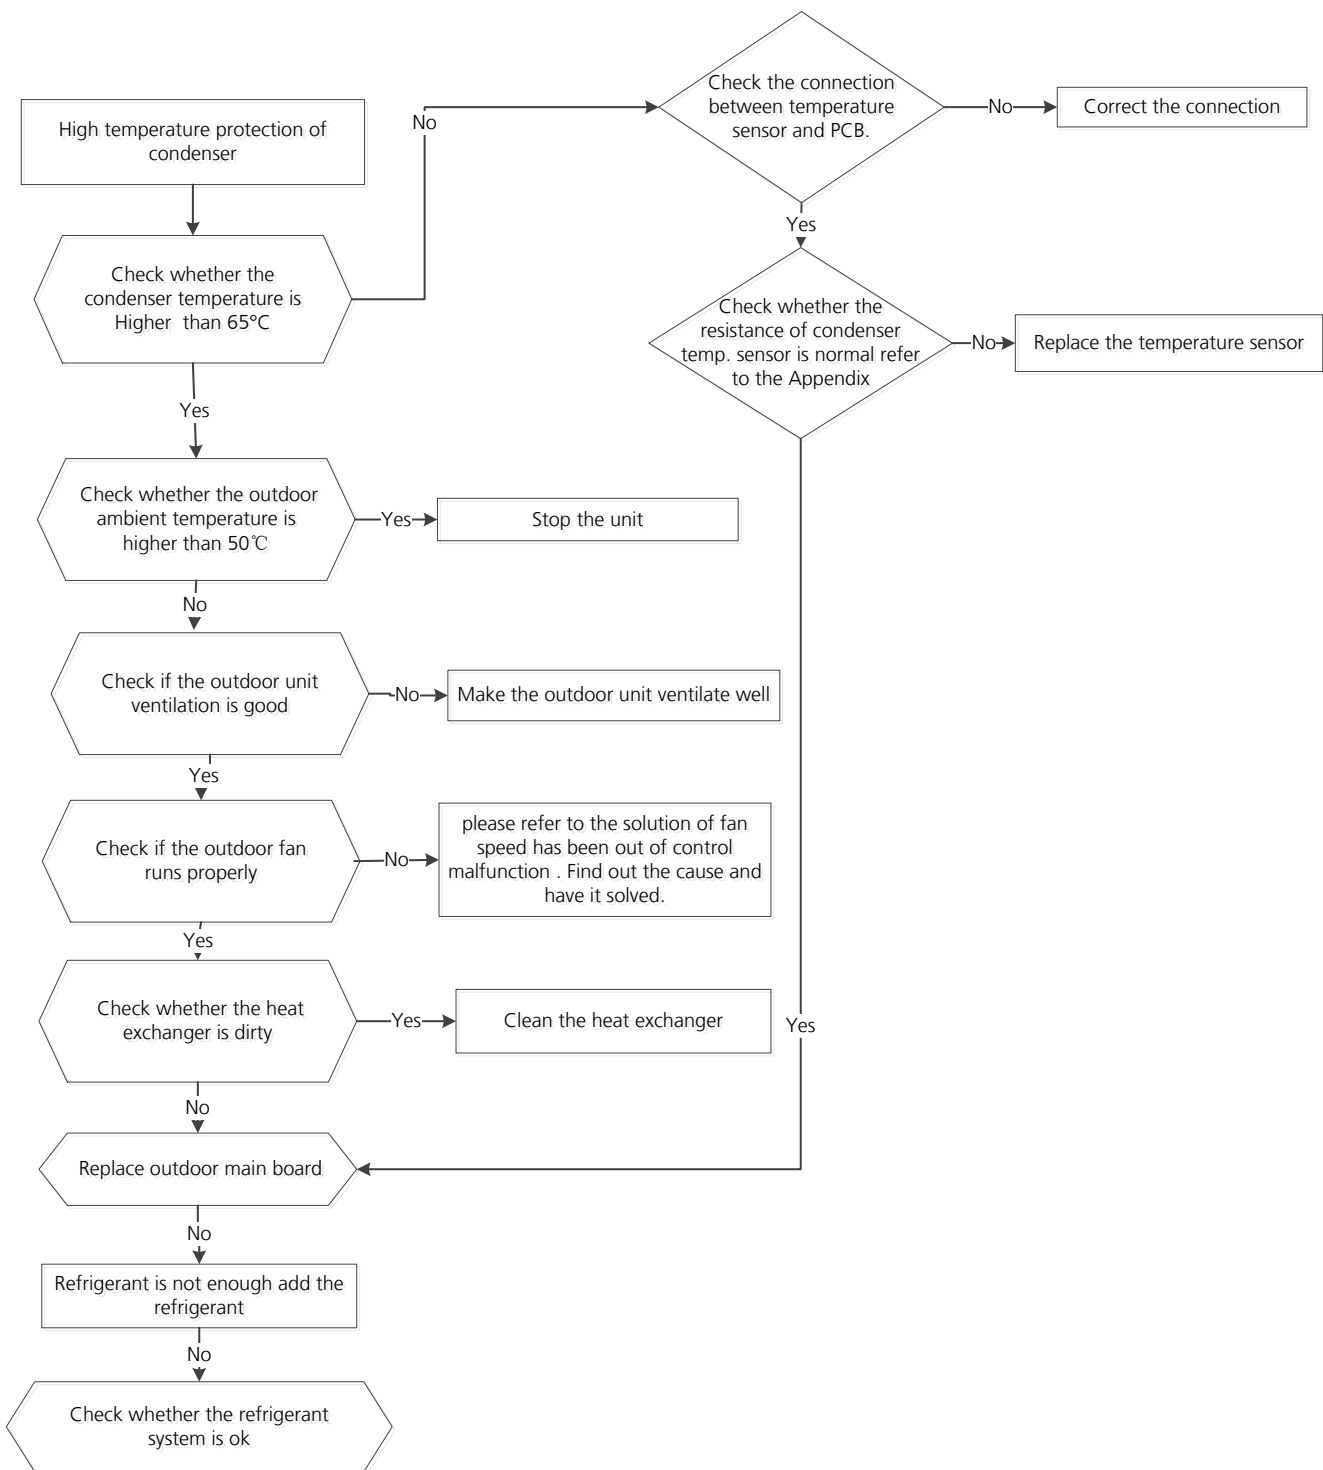 High temperature protection of
condenser
Check whether the
condenser temperature is
Higher than 65°C
No
Check the connection
between temperature
sensor and PCB.
No
Correct the connection
Yes
Check whether the
resistance of condenser
temp. sensor is normal refer
to the Appendix
No
Replace the temperature sensor
Yes
Check whether the outdoor
ambient temperature is
higher than 50℃
Yes
Stop the unit
No
Check if the outdoor unit
ventilation is good
No
Make the outdoor unit ventilate well
Yes
Check if the outdoor fan
runs properly
No
please refer to the solution of fan
speed has been out of control
malfunction . Find out the cause and
have it solved.
Yes
Check whether the heat
exchanger is dirty
Yes
Clean the heat exchanger
Yes
No
Replace outdoor main board
No
Refrigerant is not enough add the
refrigerant
No
Check whether the refrigerant
system is ok